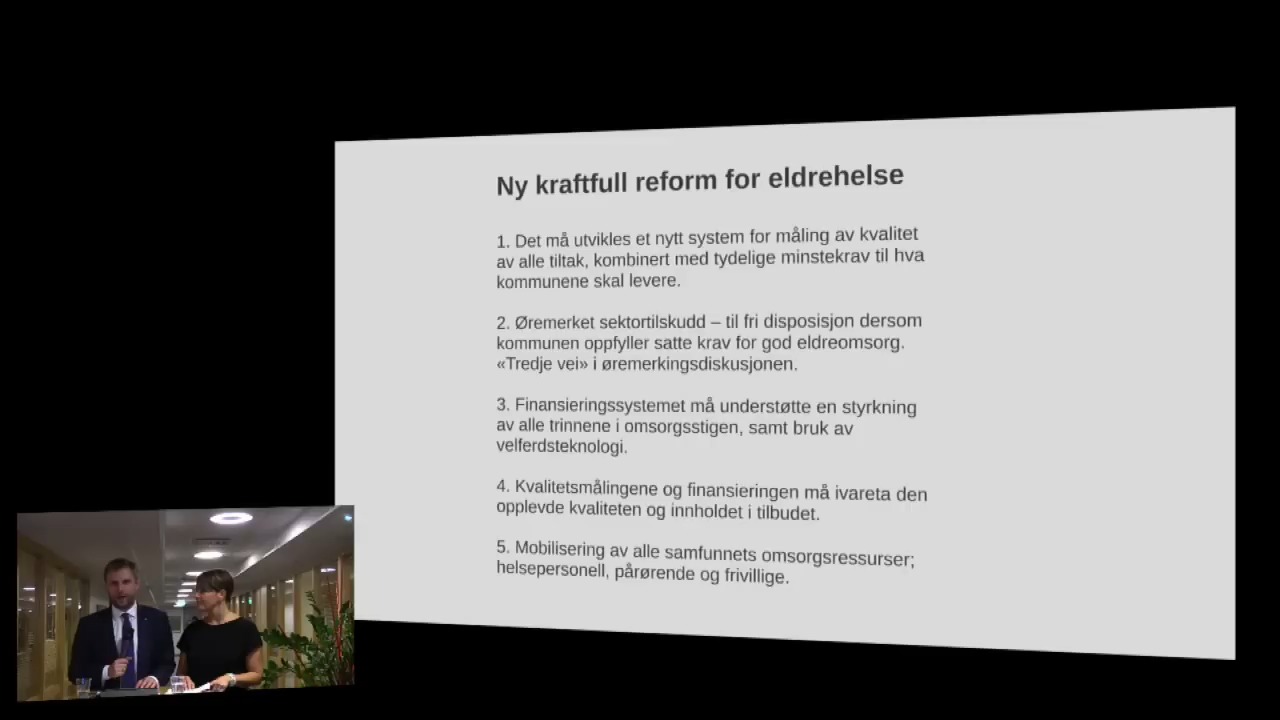 Ny kraftfull reform for eldrehelse
1. Det må utvikles et nytt system for måling av kvalitet
av alle tiltak, kombinert med tydelige minstekrav til hva
kommunene skal levere.
2. Øremerket sektortilskudd – til fri disposisjon dersom
kommunen oppfyller satte krav for god eldreomsorg.
«Tredje vei» i øremerkingsdiskusjonen.
3. Finansieringssystemet må understøtte en styrkning
av alle trinnene i omsorgsstigen, samt bruk av
velferdsteknologi.
4. Kvalitetsmålingene og finansieringen må ivareta den
opplevde kvaliteten og innholdet i tilbudet.
5. Mobilisering av alle samfunnets omsorgsressurser;
helsepersonell, pårørende og frivillige.